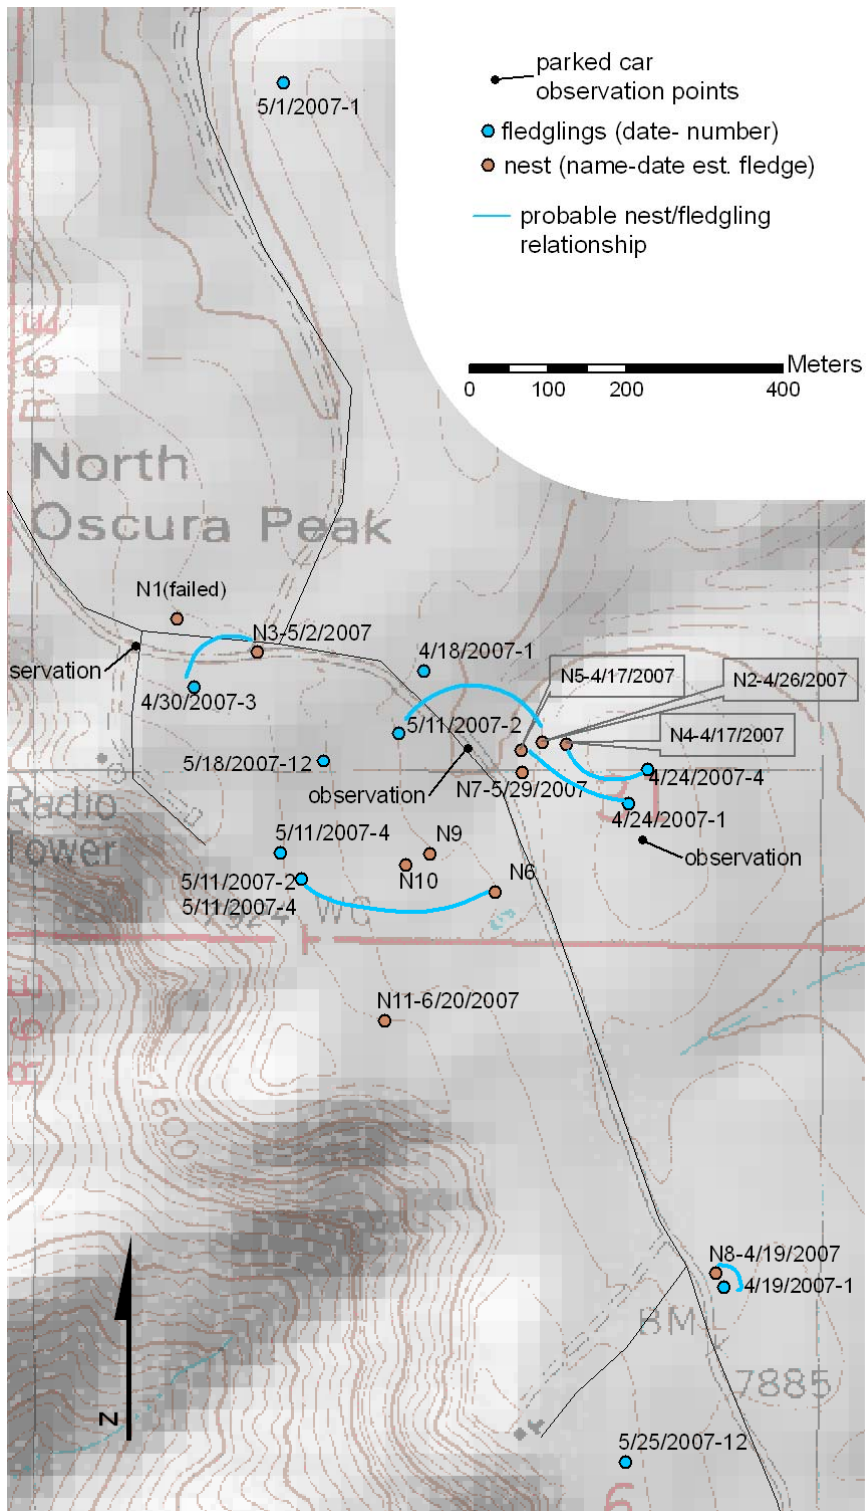 parked car
observation points
fledglings (date- number)
nest (name-date est. fledge)
probable nest/fledgling
relationship
Meters
0 100 200 400
5/1/2007-1
R 6 E
North
Oscura Peak
N1(failed)
N3-5/2/2007
servation
4/30/2007-3
4/18/2007-1
N5-4/17/2007
N2-4/26/2007
N4-4/17/2007
5/11/2007-2
5/18/2007-12
observation
N7-5/29/2007
4/24/2007-4
4/24/2007-1
Radio
Tower
5/11/2007-4
N9
N10
observation
5/11/2007-2
5/11/2007-4
N6
R 6 E
N11-6/20/2007
7600
N8-4/19/2007
4/19/2007-1
BM
7885
N
5/25/2007-12
6